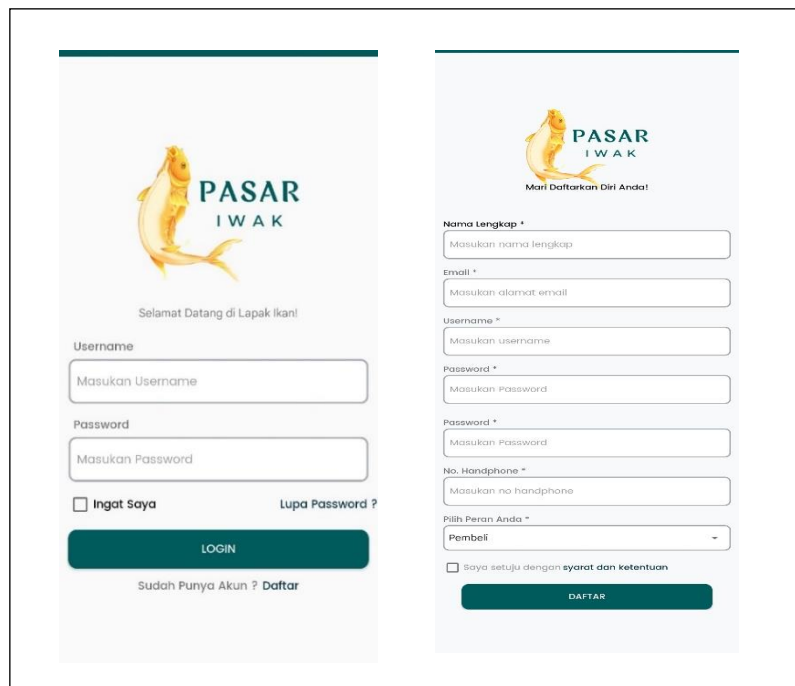 PASAR
IWAK
Selamat Datang di Lapak Ikan!
Username
Masukan Username
Password
Masukan Password
Ingat Saya
Lupa Password ?
LOGIN
Sudah Punya Akun ? Daftar
PASAR
IWAK
Mari Daftarkan Diri Anda!
Nama Lengkap *
Masukan nama lengkap
Email *
Masukan alamat email
Username *
Masukan username
Password *
Masukan Password
Password *
Masukan Password
No. Handphone *
Masukan no handphone
Pilih Peran Anda *
Pembeli
Saya setuju dengan syarat dan ketentuan
DAFTAR